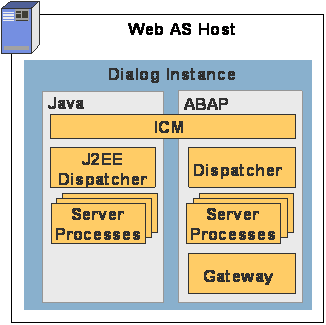 Web AS Host
Dialog Instance
Java
ABAP
ICM
J2EE
Dispatcher
Dispatcher
Server
Processes
Server
Processes
Gateway